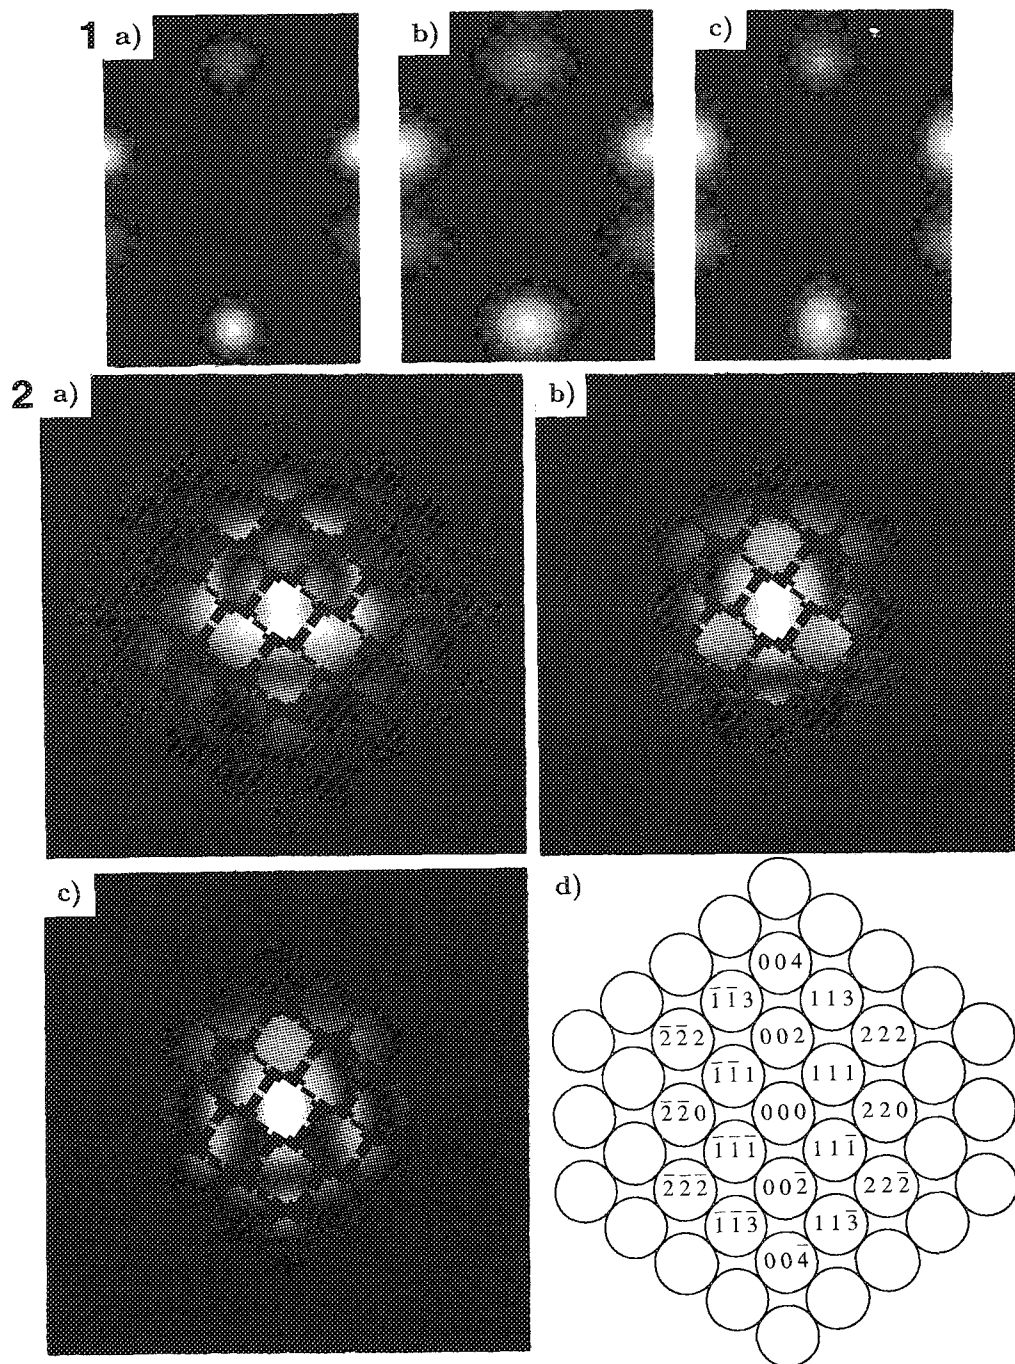 1 a) b) c)
2 a) b)
c) d)
0 0 4
1̅ 1̅ 3 1 1 3
2̅ 2̅ 2 0 0 2 2 2 2
1̅ 1̅ 1 1 1 1
2̅ 2̅ 0 0 0 0 2 2 0
1̅ 1̅ 1̅ 1 1 1̅
2̅ 2̅ 2̅ 0 0 2̅ 2 2 2̅
1̅ 1̅ 3̅ 1 1 3̅
0 0 4̅